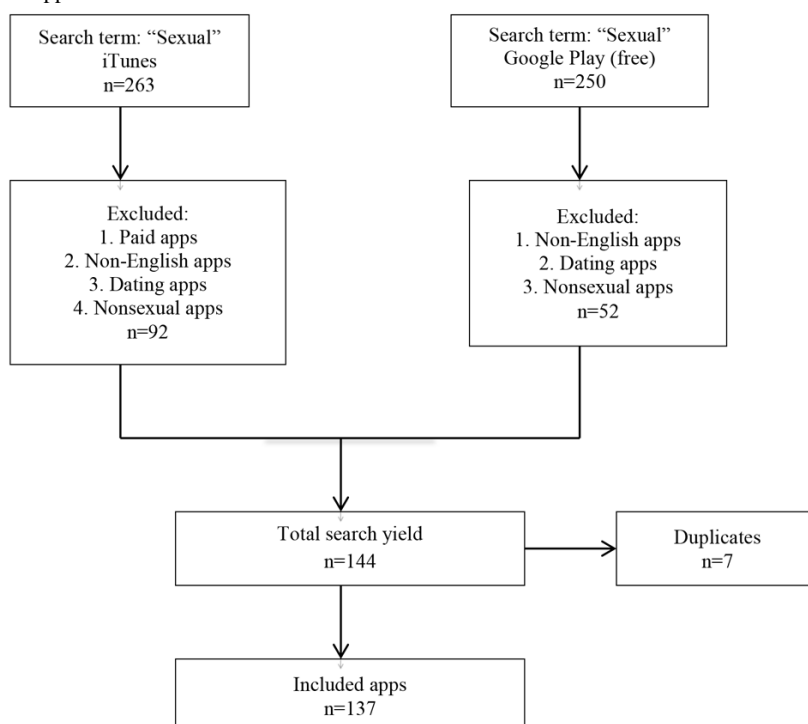 Search term: “Sexual”
iTunes
n=263
Search term: “Sexual”
Google Play (free)
n=250
Excluded:
1. Paid apps
2. Non-English apps
3. Dating apps
4. Nonsexual apps
n=92
Excluded:
1. Non-English apps
2. Dating apps
3. Nonsexual apps
n=52
Total search yield
n=144
Duplicates
n=7
Included apps
n=137